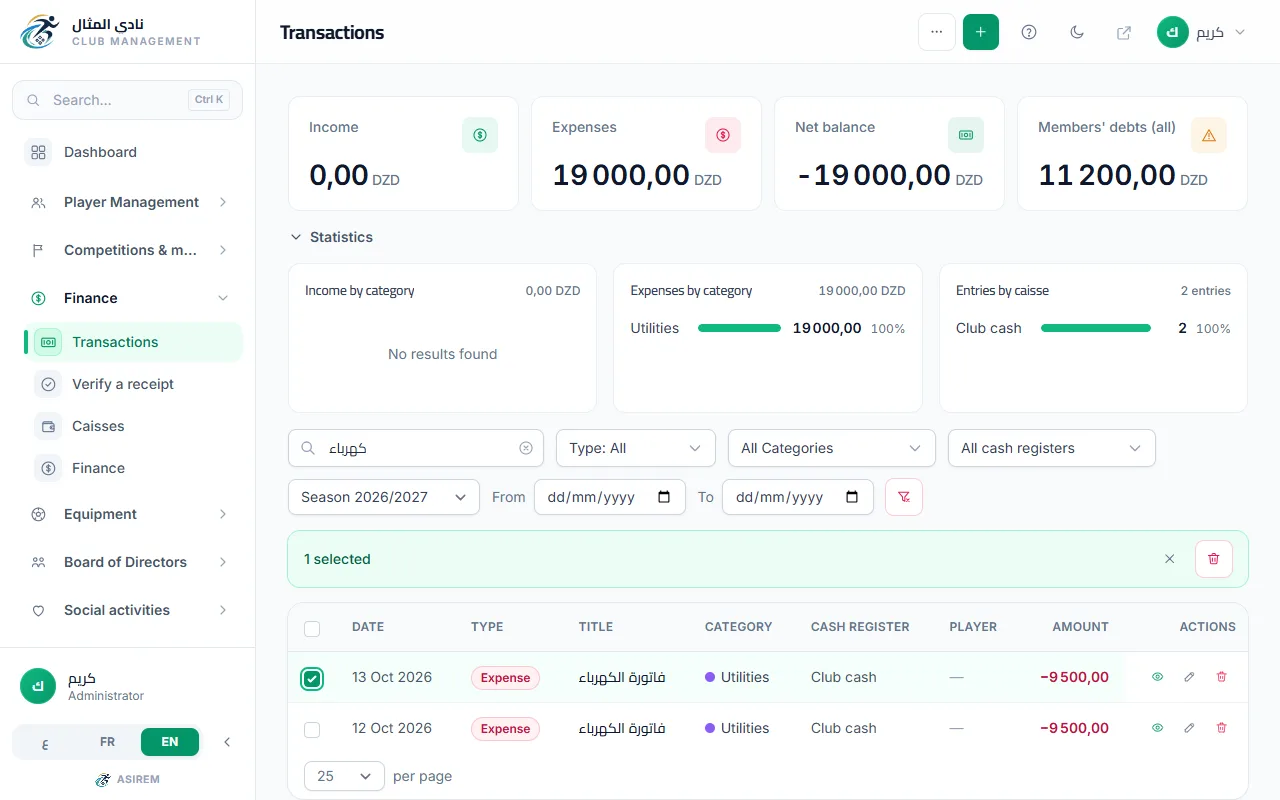 نادي المثال
CLUB MANAGEMENT
Search...
Ctrl K
Dashboard
Player Management
Competitions & m...
Finance
Transactions
Verify a receipt
Caisses
Finance
Equipment
Board of Directors
Social activities
ك
كريم
Administrator
ع
FR
EN
ASIREM
Transactions
ك
كريم
Income
0,00 DZD
Expenses
19 000,00 DZD
Net balance
-19 000,00 DZD
Members' debts (all)
11 200,00 DZD
Statistics
Income by category
0,00 DZD
No results found
Expenses by category
19 000,00 DZD
Utilities
19 000,00 100%
Entries by caisse
2 entries
Club cash
2 100%
كهرباء
Type: All
All Categories
All cash registers
Season 2026/2027
From
dd/mm/yyyy
To
dd/mm/yyyy
1 selected
DATE TYPE TITLE CATEGORY CASH REGISTER PLAYER AMOUNT ACTIONS
13 Oct 2026 Expense فاتورة الكهرباء Utilities Club cash — −9 500,00
12 Oct 2026 Expense فاتورة الكهرباء Utilities Club cash — −9 500,00
25
per page